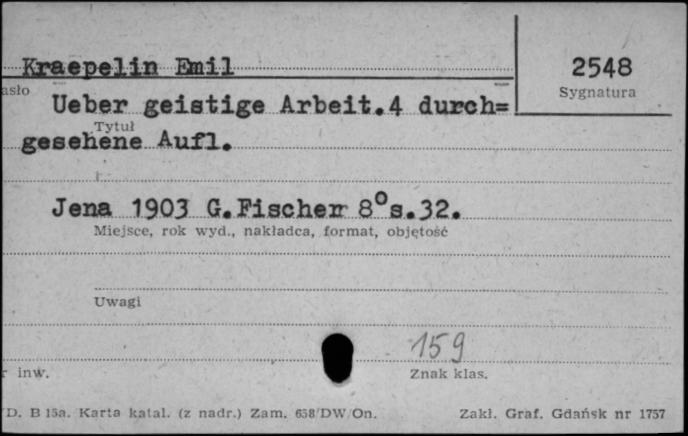 Kraepelin Emil
2548
asło
Sygnatura
Ueber geistige Arbeit.4 durch=
Tytuł
gesehene Aufl.
Jena 1903 G.Fischer 8°s.32.
Miejsce, rok wyd., nakładca, format, objętość
Uwagi
159
r inw.
Znak klas.
D. B 15a. Karta katal. (z nadr.) Zam. 658/DW/On.
Zakł. Graf. Gdańsk nr 1757